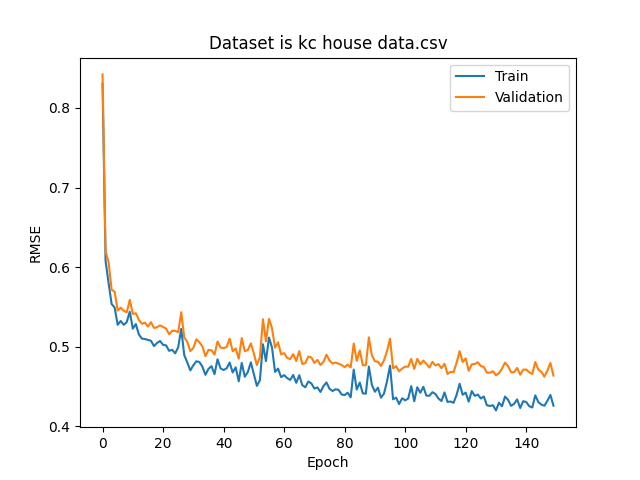 Dataset is kc house data.csv
Train
Validation
RMSE
0.8
0.7
0.6
0.5
0.4
0 20 40 60 80 100 120 140
Epoch